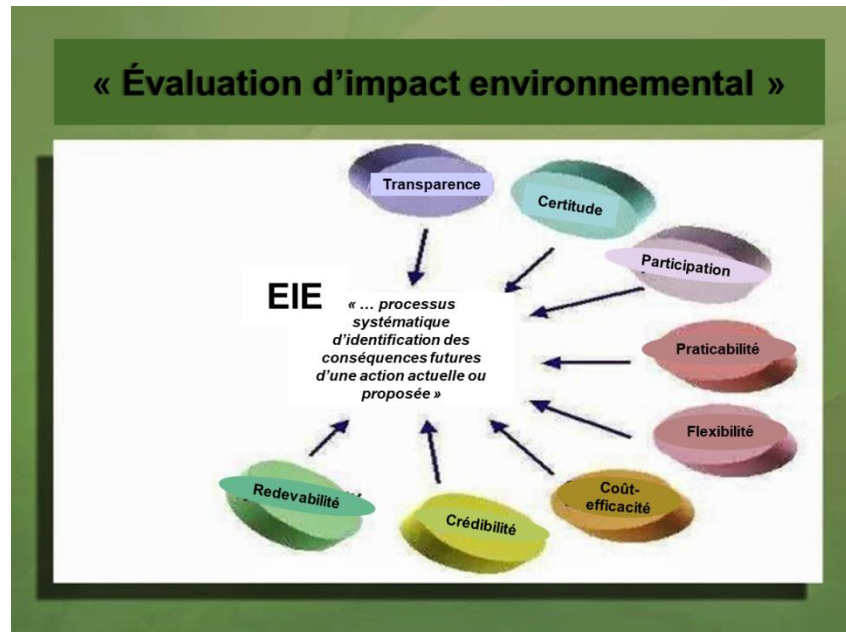 « Évaluation d’impact environnemental »
Transparence
Certitude
Participation
EIE
« … processus
systématique
d’identification des
conséquences futures
d’une action actuelle ou
proposée »
Praticabilité
Flexibilité
Coût-
efficacité
Crédibilité
Redevabilité